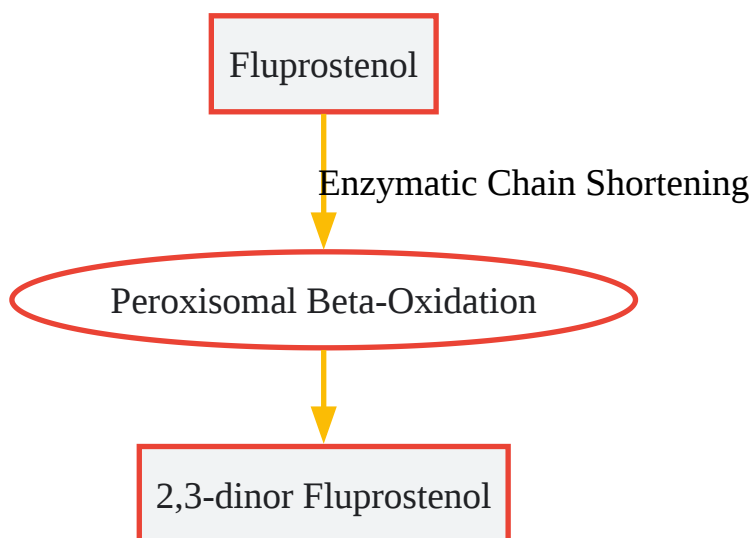 Fluprostenol
Enzymatic Chain Shortening
Peroxisomal Beta-Oxidation
2,3-dinor Fluprostenol